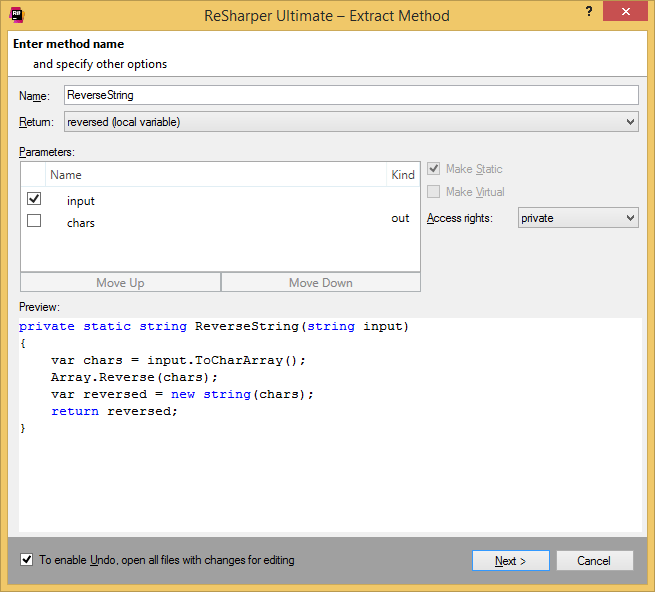 R#
ReSharper Ultimate – Extract Method
?
Enter method name
and specify other options
Name: ReverseString
Return: reversed (local variable)
Parameters:
Name Kind
input
chars out
Move Up Move Down
Make Static
Make Virtual
Access rights: private
Preview:
private static string ReverseString(string input)
{
    var chars = input.ToCharArray();
    Array.Reverse(chars);
    var reversed = new string(chars);
    return reversed;
}
To enable Undo, open all files with changes for editing
Next >
Cancel